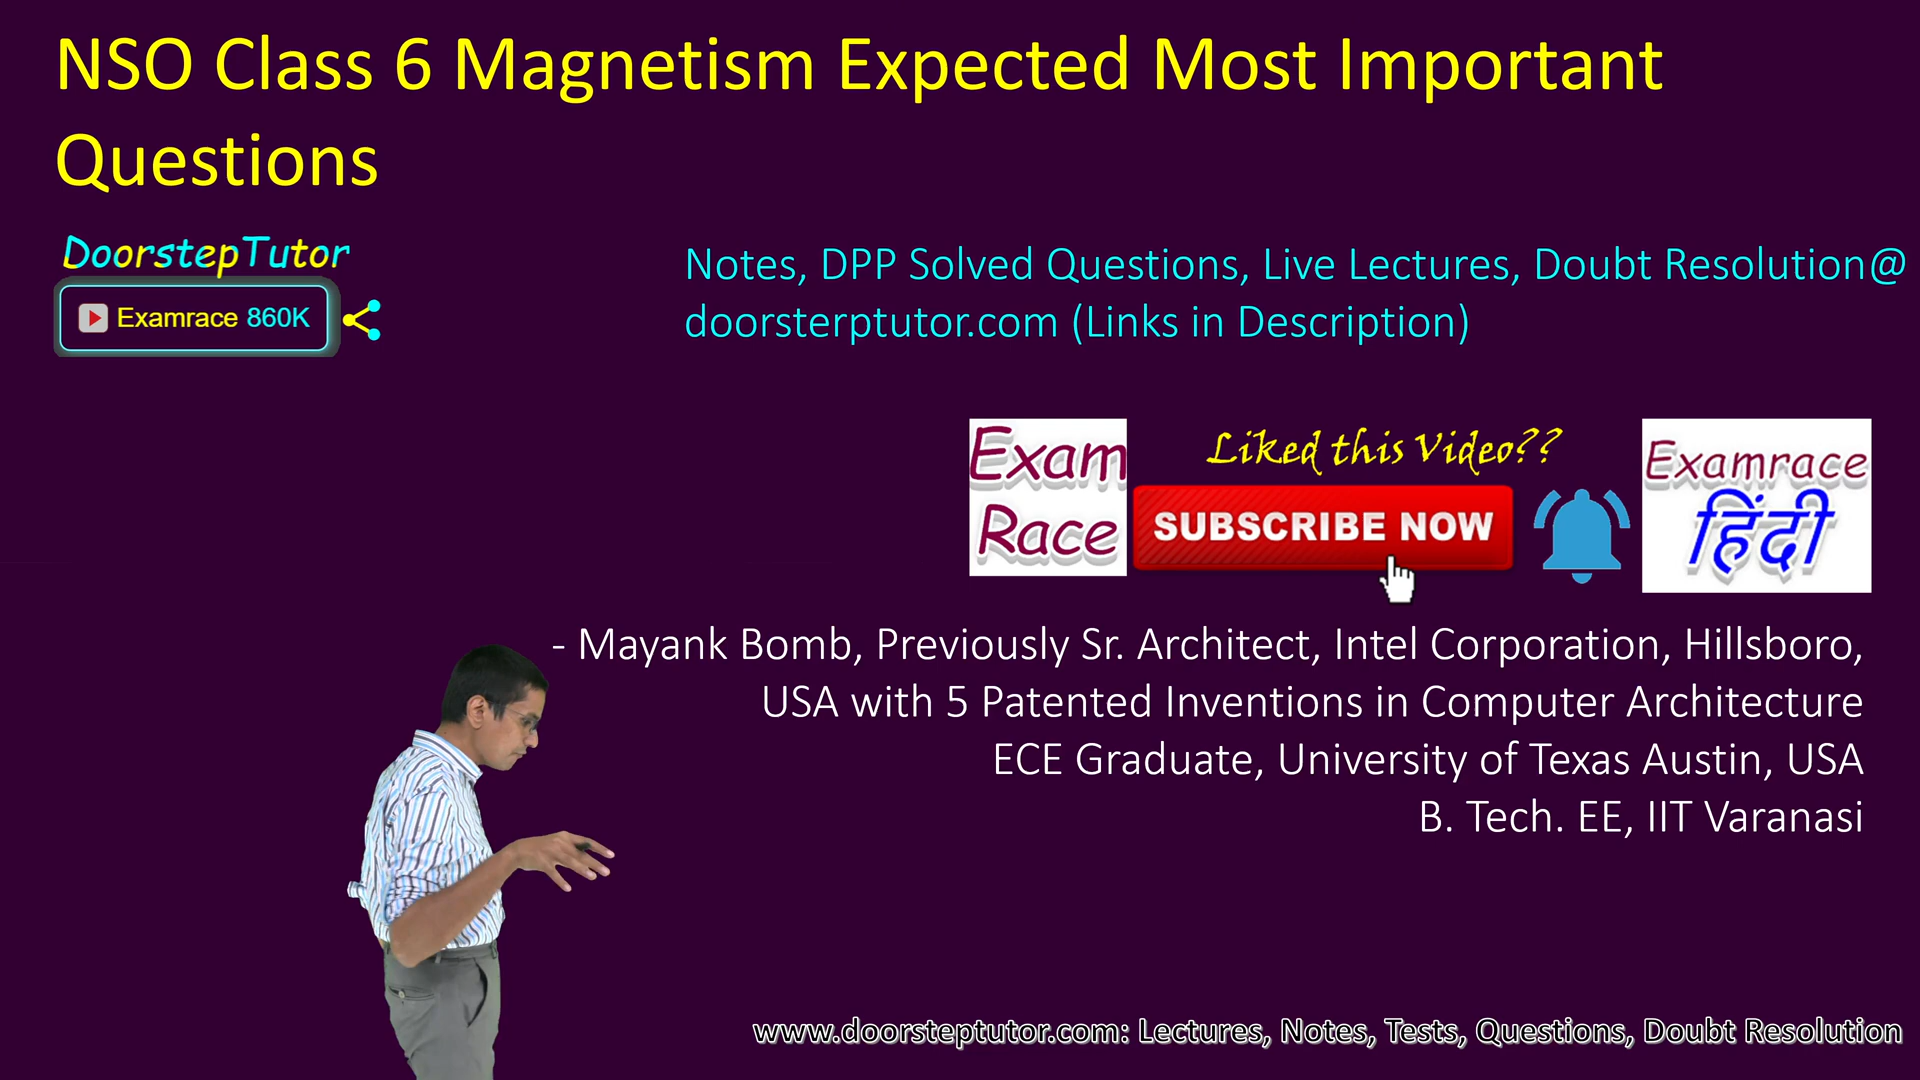 NSO Class 6 Magnetism Expected Most Important
Questions
DoorstepTutor
Examrace 860K
Notes, DPP Solved Questions, Live Lectures, Doubt Resolution@
doorsterptutor.com (Links in Description)
Exam
Race
Liked this Video??
SUBSCRIBE NOW
Examrace
हिंदी
- Mayank Bomb, Previously Sr. Architect, Intel Corporation, Hillsboro,
USA with 5 Patented Inventions in Computer Architecture
ECE Graduate, University of Texas Austin, USA
B. Tech. EE, IIT Varanasi
www.doorsteptutor.com: Lectures, Notes, Tests, Questions, Doubt Resolution